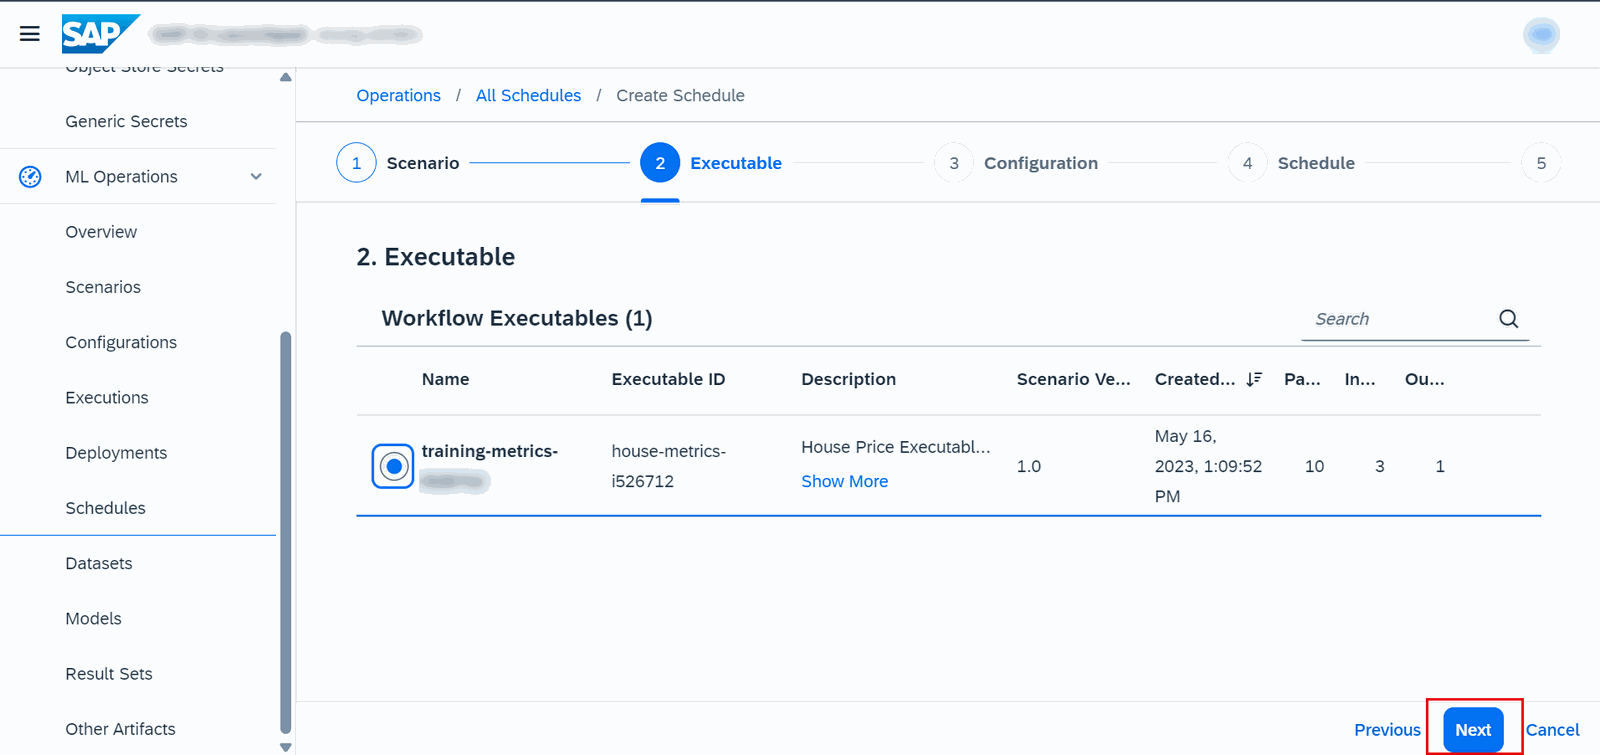 SAP
Object Store Secrets
Generic Secrets
ML Operations
Overview
Scenarios
Configurations
Executions
Deployments
Schedules
Datasets
Models
Result Sets
Other Artifacts
Operations / All Schedules / Create Schedule
1 Scenario 2 Executable 3 Configuration 4 Schedule 5
2. Executable
Workflow Executables (1) Search
Name Executable ID Description Scenario Ve... Created... Pa... In... Ou...
training-metrics-
house-metrics-
i526712
House Price Executabl...
Show More
1.0
May 16,
2023, 1:09:52
PM
10 3 1
Previous Next Cancel